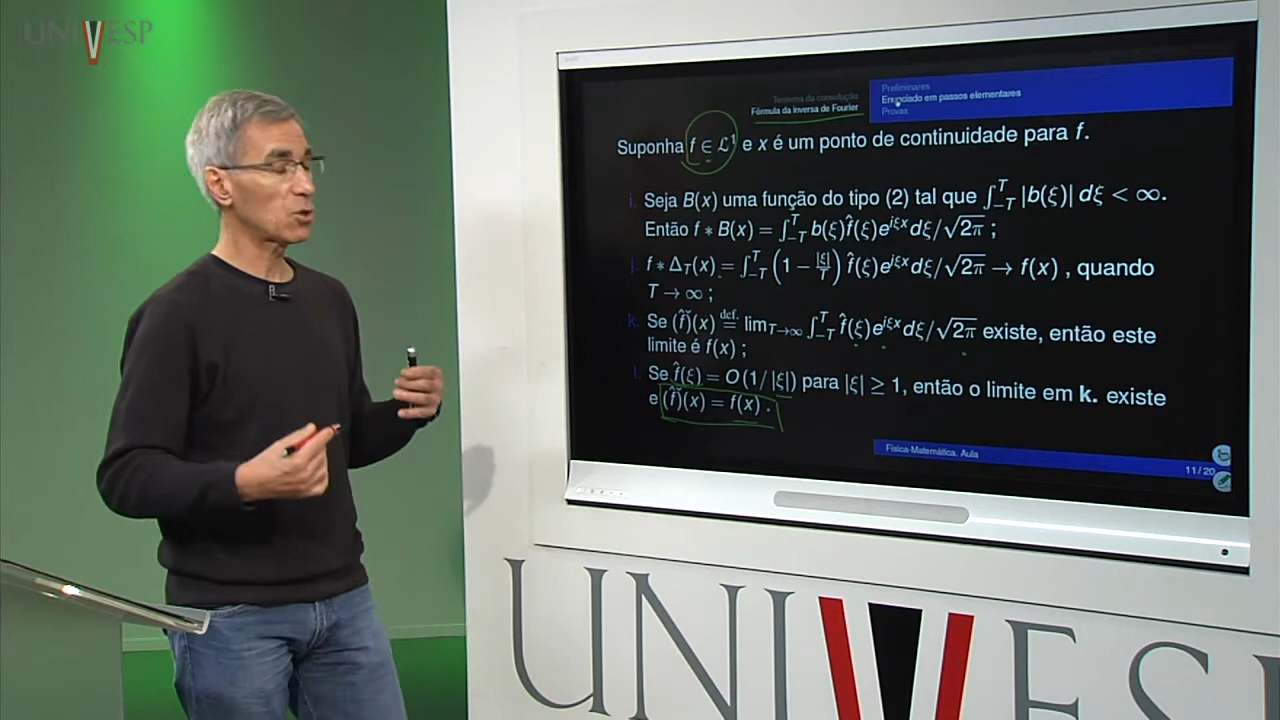 UNIVESP
Teorema da convolução
Fórmula da inversa de Fourier
Preliminares
Enunciado em passos elementares
Provas
Suponha f ∈ ℒ¹ e x é um ponto de continuidade para f.
i. Seja B(x) uma função do tipo (2) tal que ∫_{-T}^{T} |b(ξ)| dξ < ∞.
Então f ∗ B(x) = ∫_{-T}^{T} b(ξ)f̂(ξ)e^{iξx}dξ/√2π ;
j. f ∗ Δ_T(x) = ∫_{-T}^{T} (1 − |ξ|/T) f̂(ξ)e^{iξx}dξ/√2π → f(x) , quando
T → ∞ ;
k. Se (f̂)ˇ(x) def.= lim_{T→∞} ∫_{-T}^{T} f̂(ξ)e^{iξx}dξ/√2π existe, então este
limite é f(x) ;
l. Se f̂(ξ) = O(1/|ξ|) para |ξ| ≥ 1, então o limite em k. existe
e (f̂)ˇ(x) = f(x) .
Física-Matemática. Aula
11/20
UNIVESP